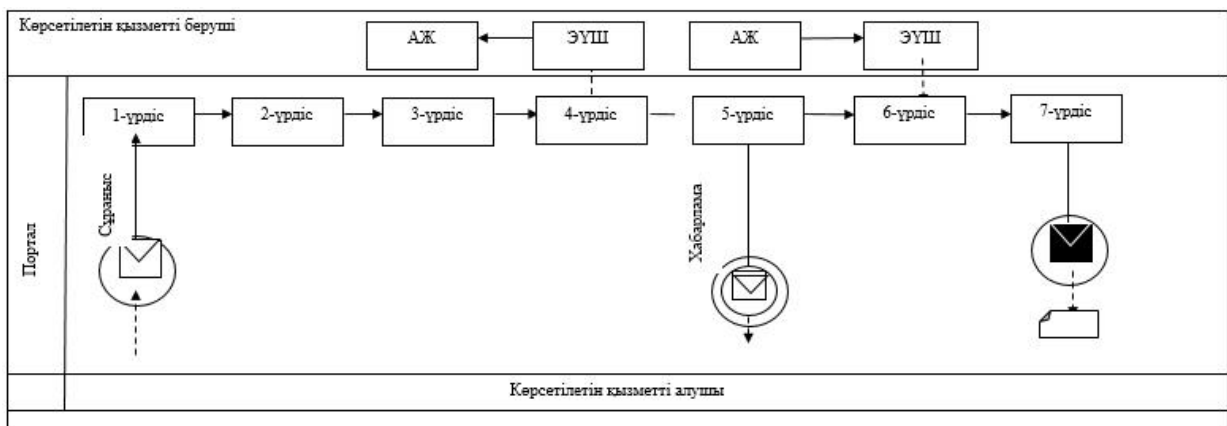 Көрсетілетін қызметті беруші
АЖ
ЭҮШ
АЖ
ЭҮШ
Портал
1-үрдіс
2-үрдіс
3-үрдіс
4-үрдіс
5-үрдіс
6-үрдіс
7-үрдіс
Сұраныс
Хабарлама
Көрсетілетін қызметті алушы